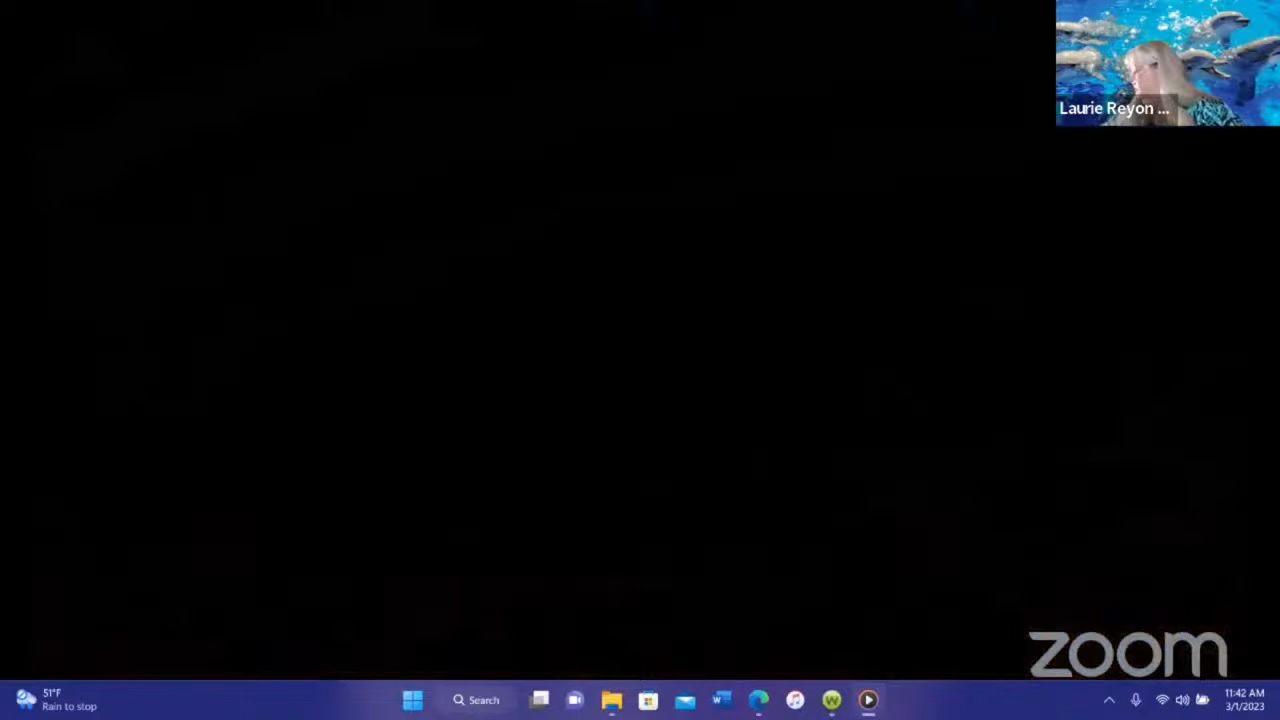 Laurie Reyon ...
zoom
51°F
Rain to stop
Search
11:42 AM
3/1/2023